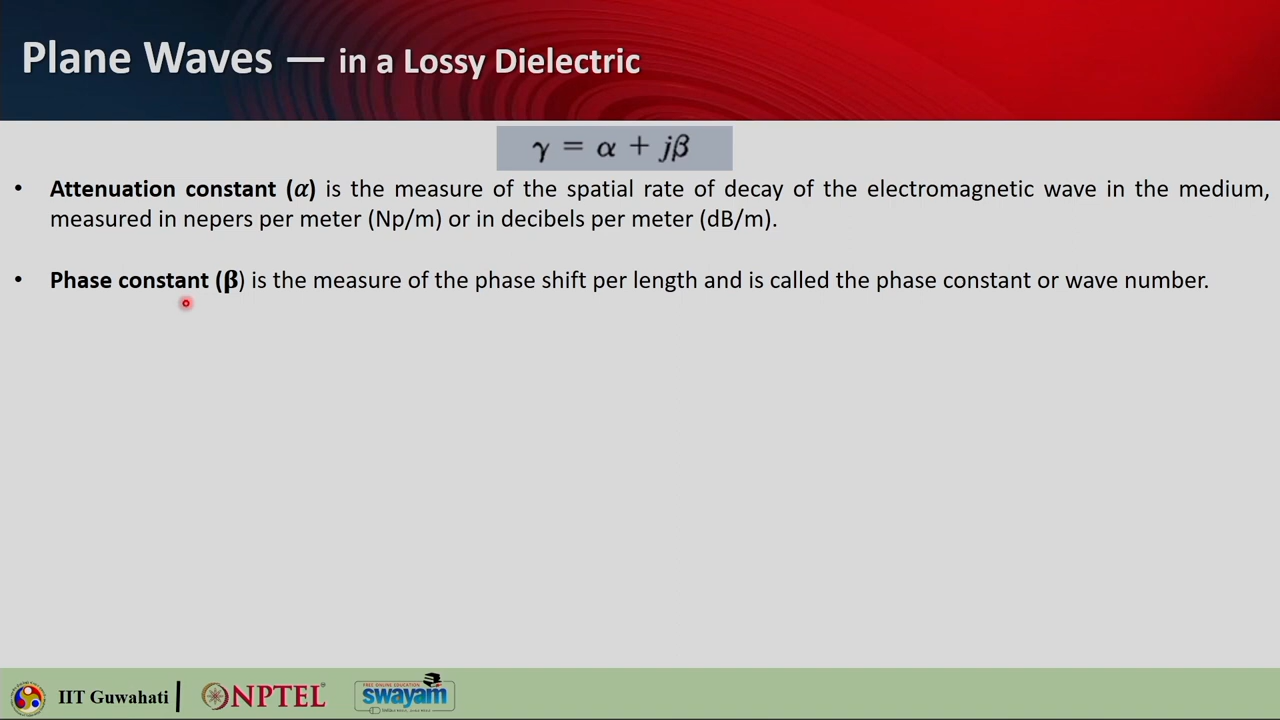 Plane Waves — in a Lossy Dielectric
γ = α + jβ
• Attenuation constant (α) is the measure of the spatial rate of decay of the electromagnetic wave in the medium,
measured in nepers per meter (Np/m) or in decibels per meter (dB/m).
• Phase constant (β) is the measure of the phase shift per length and is called the phase constant or wave number.
IIT Guwahati
NPTEL
FREE ONLINE EDUCATION
swayam